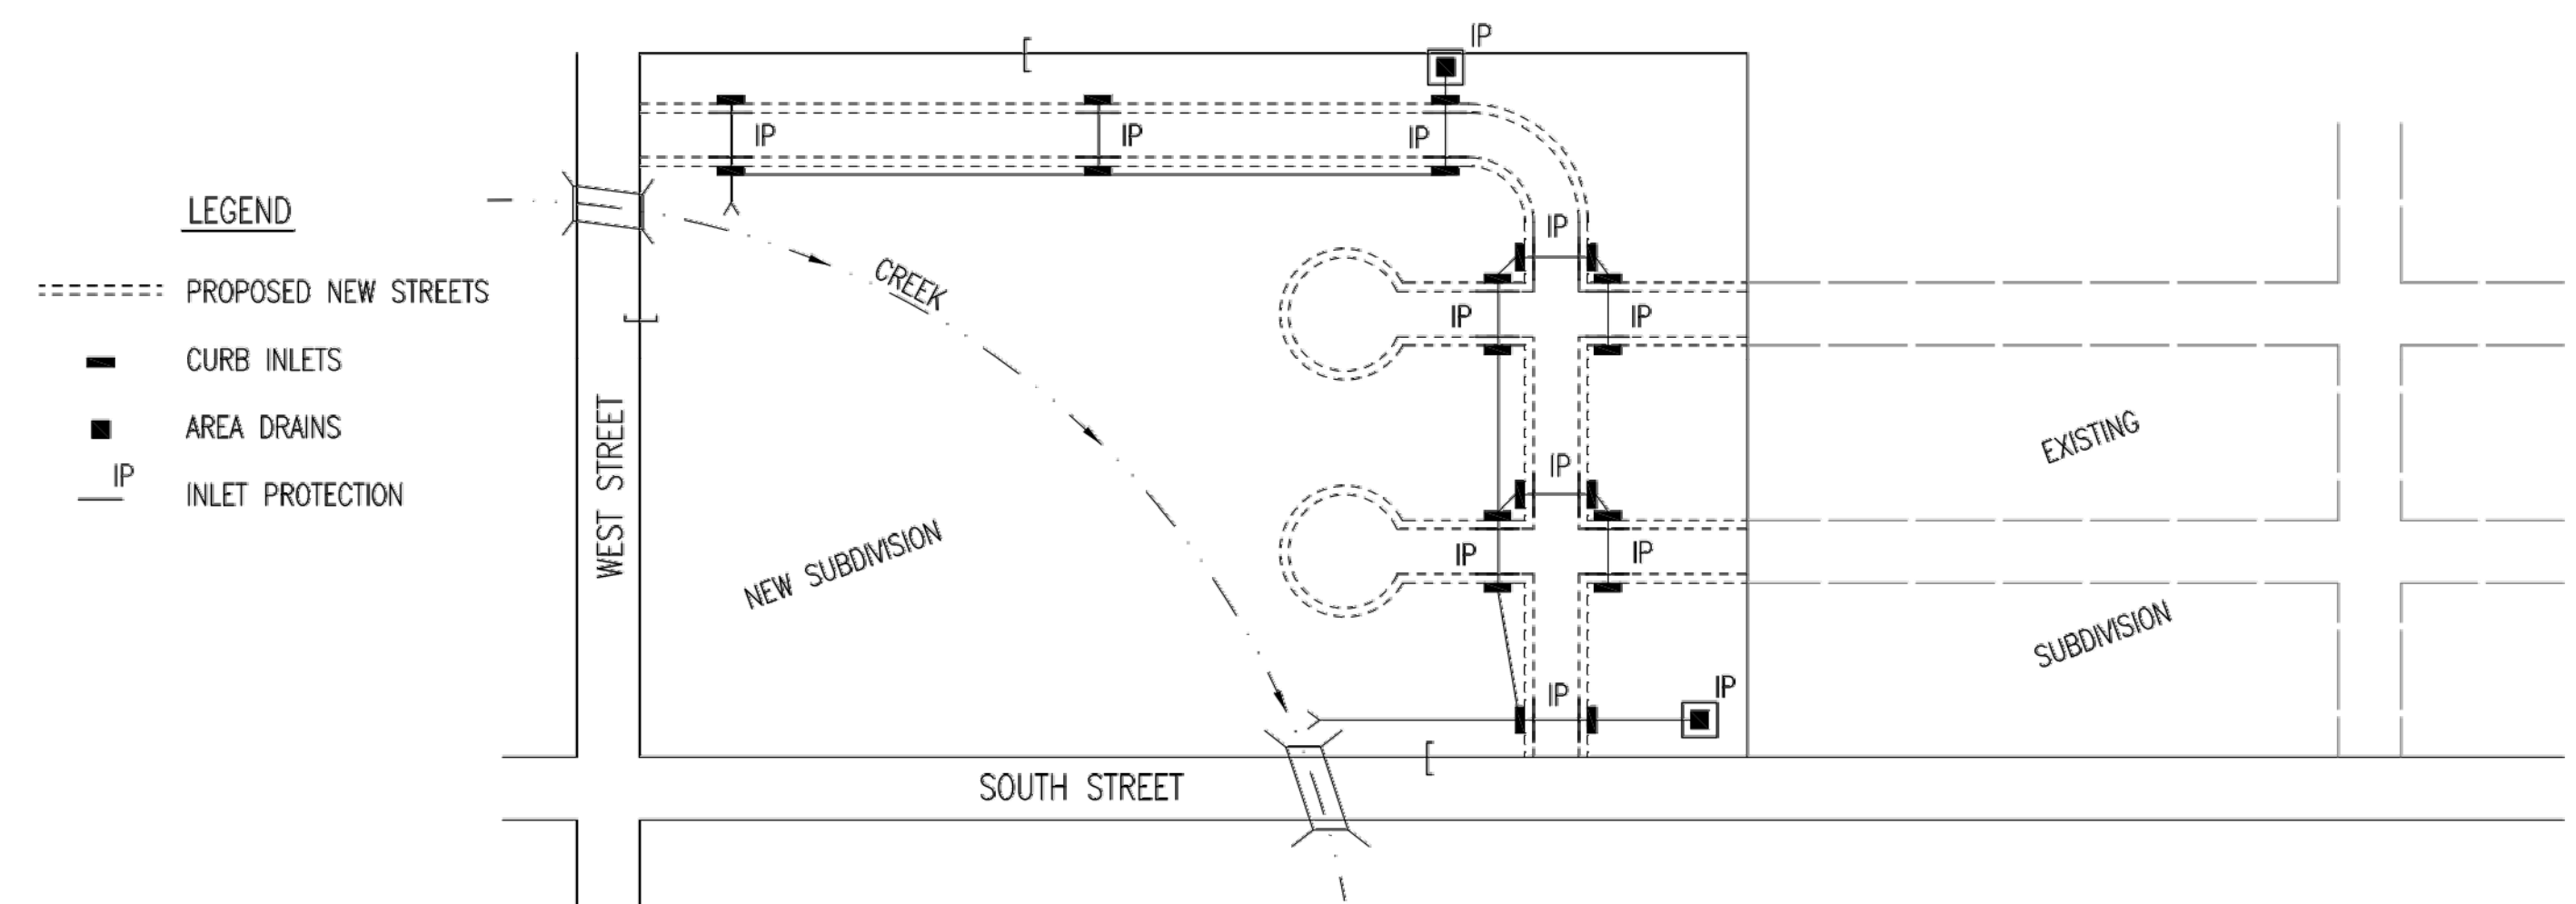 IP
IP
IP
IP
LEGEND
IP
PROPOSED NEW STREETS
CREEK
IP
IP
CURB INLETS
AREA DRAINS
WEST STREET
EXISTING
IP
IP
INLET PROTECTION
NEW SUBDIVISION
IP
IP
SUBDIVISION
IP
IP
SOUTH STREET